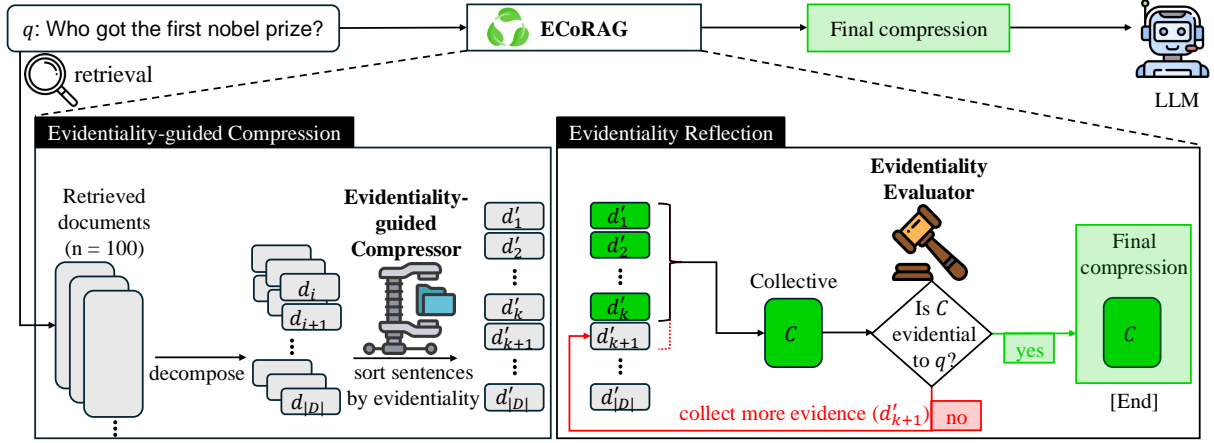 q: Who got the first nobel prize?
ECoRAG
Final compression
retrieval
LLM
Evidentiality-guided Compression
Retrieved
documents
(n = 100)
decompose
d_i
d_{i+1}
⋮
d_{|D|}
⋮
Evidentiality-
guided
Compressor
sort sentences
by evidentiality
d'_1
d'_2
⋮
d'_k
d'_{k+1}
⋮
d'_{|D|}
Evidentiality Reflection
d'_1
d'_2
⋮
d'_k
d'_{k+1}
⋮
d'_{|D|}
Collective
C
Evidentiality
Evaluator
Is C
evidential
to q?
yes
no
collect more evidence (d'_{k+1})
Final
compression
C
[End]